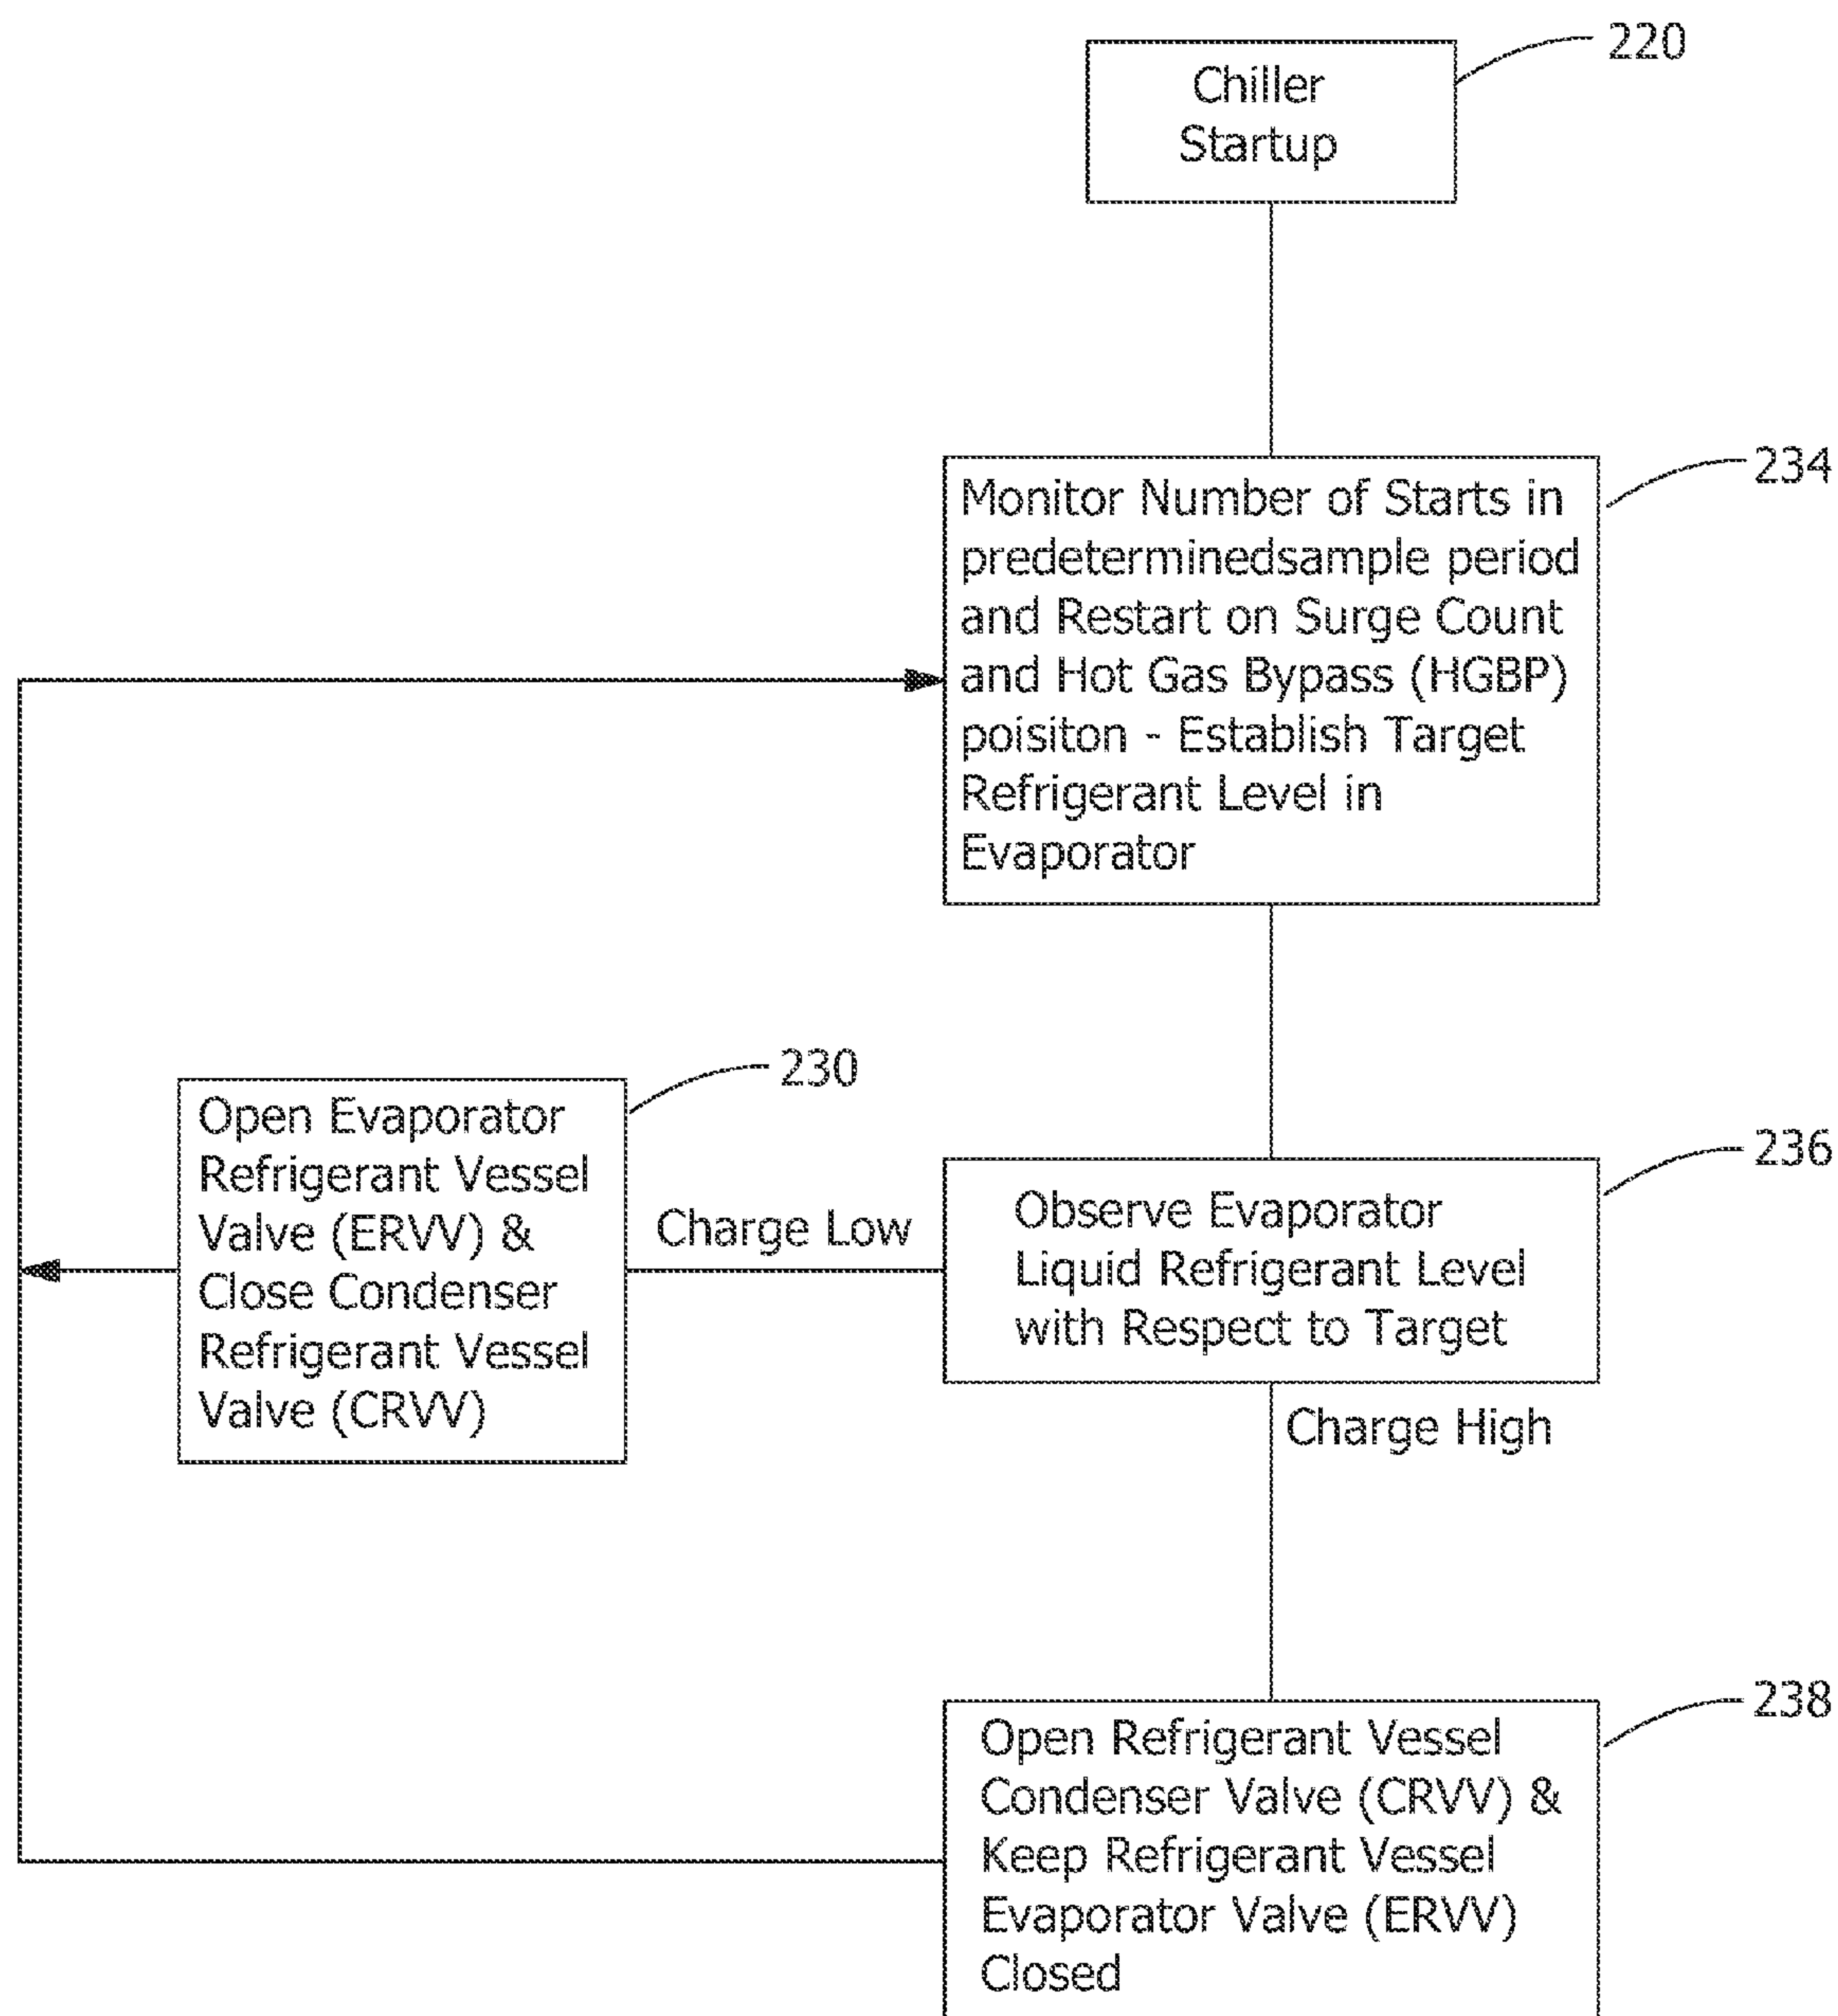 220
Chiller
Startup
234
Monitor Number of Starts in
predeterminedsample period
and Restart on Surge Count
and Hot Gas Bypass (HGBP)
poisiton - Establish Target
Refrigerant Level in
Evaporator
230
Open Evaporator
Refrigerant Vessel
Valve (ERVV) &
Close Condenser
Refrigerant Vessel
Valve (CRVV)
Charge Low
236
Observe Evaporator
Liquid Refrigerant Level
with Respect to Target
Charge High
238
Open Refrigerant Vessel
Condenser Valve (CRVV) &
Keep Refrigerant Vessel
Evaporator Valve (ERVV)
Closed